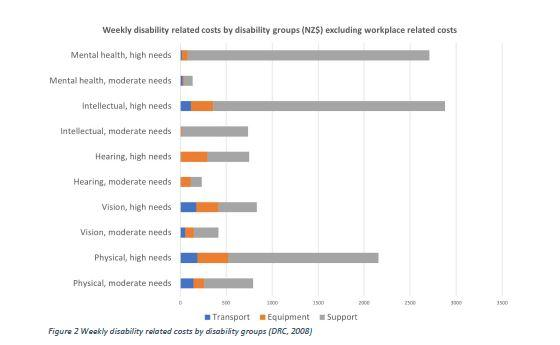 Weekly disability related costs by disability groups (NZ$) excluding workplace related costs
Mental health, high needs
Mental health, moderate needs
Intellectual, high needs
Intellectual, moderate needs
Hearing, high needs
Hearing, moderate needs
Vision, high needs
Vision, moderate needs
Physical, high needs
Physical, moderate needs
0 500 1000 1500 2000 2500 3000 3500
Transport Equipment Support
Figure 2 Weekly disability related costs by disability groups (DRC, 2008)